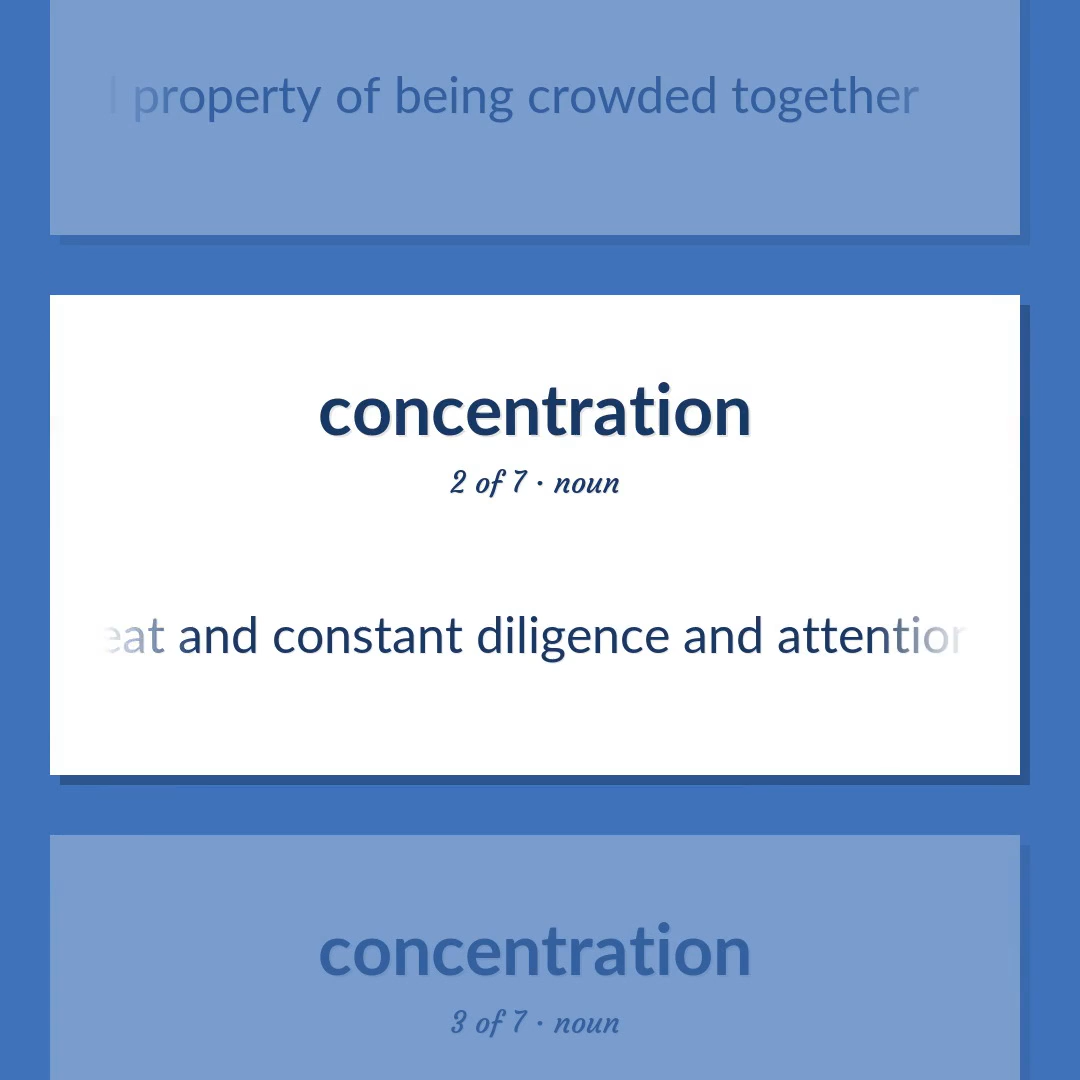 property of being crowded together
concentration
2 of 7 · noun
and constant diligence and attention
concentration
3 of 7 · noun